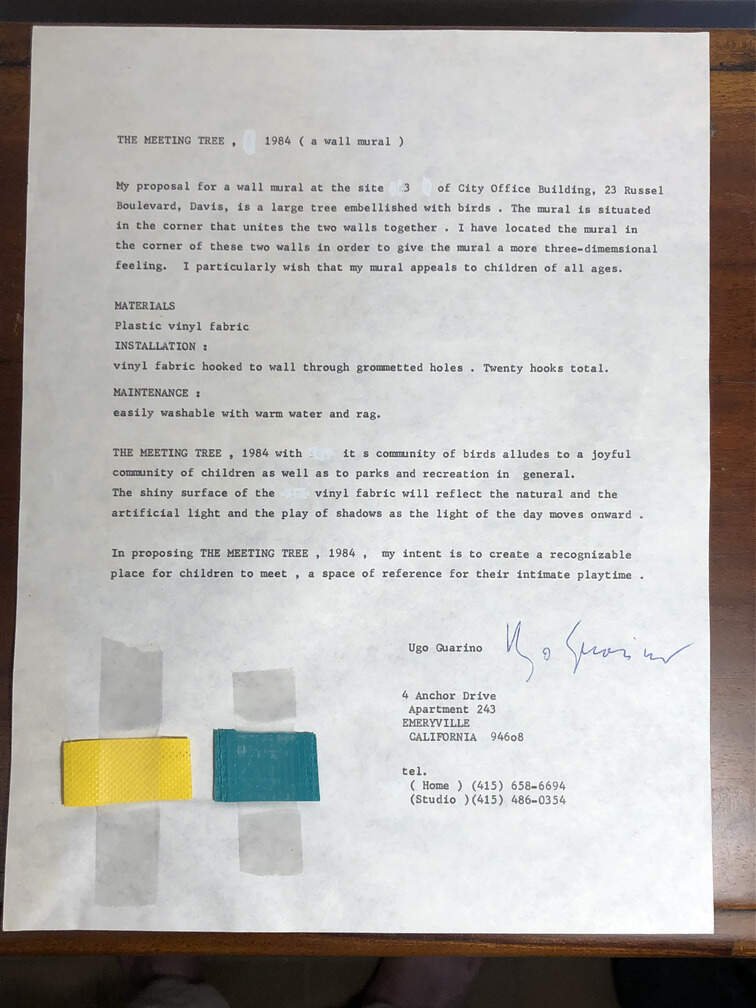 THE MEETING TREE , 1984 ( a wall mural )
My proposal for a wall mural at the site 3 of City Office Building, 23 Russel
Boulevard, Davis, is a large tree embellished with birds . The mural is situated
in the corner that unites the two walls together . I have located the mural in
the corner of these two walls in order to give the mural a more three-dimemsional
feeling. I particularly wish that my mural appeals to children of all ages.
MATERIALS
Plastic vinyl fabric
INSTALLATION :
vinyl fabric hooked to wall through grommetted holes . Twenty hooks total.
MAINTENANCE :
easily washable with warm water and rag.
THE MEETING TREE , 1984 with it s community of birds alludes to a joyful
community of children as well as to parks and recreation in general.
The shiny surface of the vinyl fabric will reflect the natural and the
artificial light and the play of shadows as the light of the day moves onward .
In proposing THE MEETING TREE , 1984 , my intent is to create a recognizable
place for children to meet , a space of reference for their intimate playtime .
Ugo Guarino Ugo Guarino
4 Anchor Drive
Apartment 243
EMERYVILLE
CALIFORNIA 94608
tel.
( Home ) (415) 658-6694
(Studio )(415) 486-0354